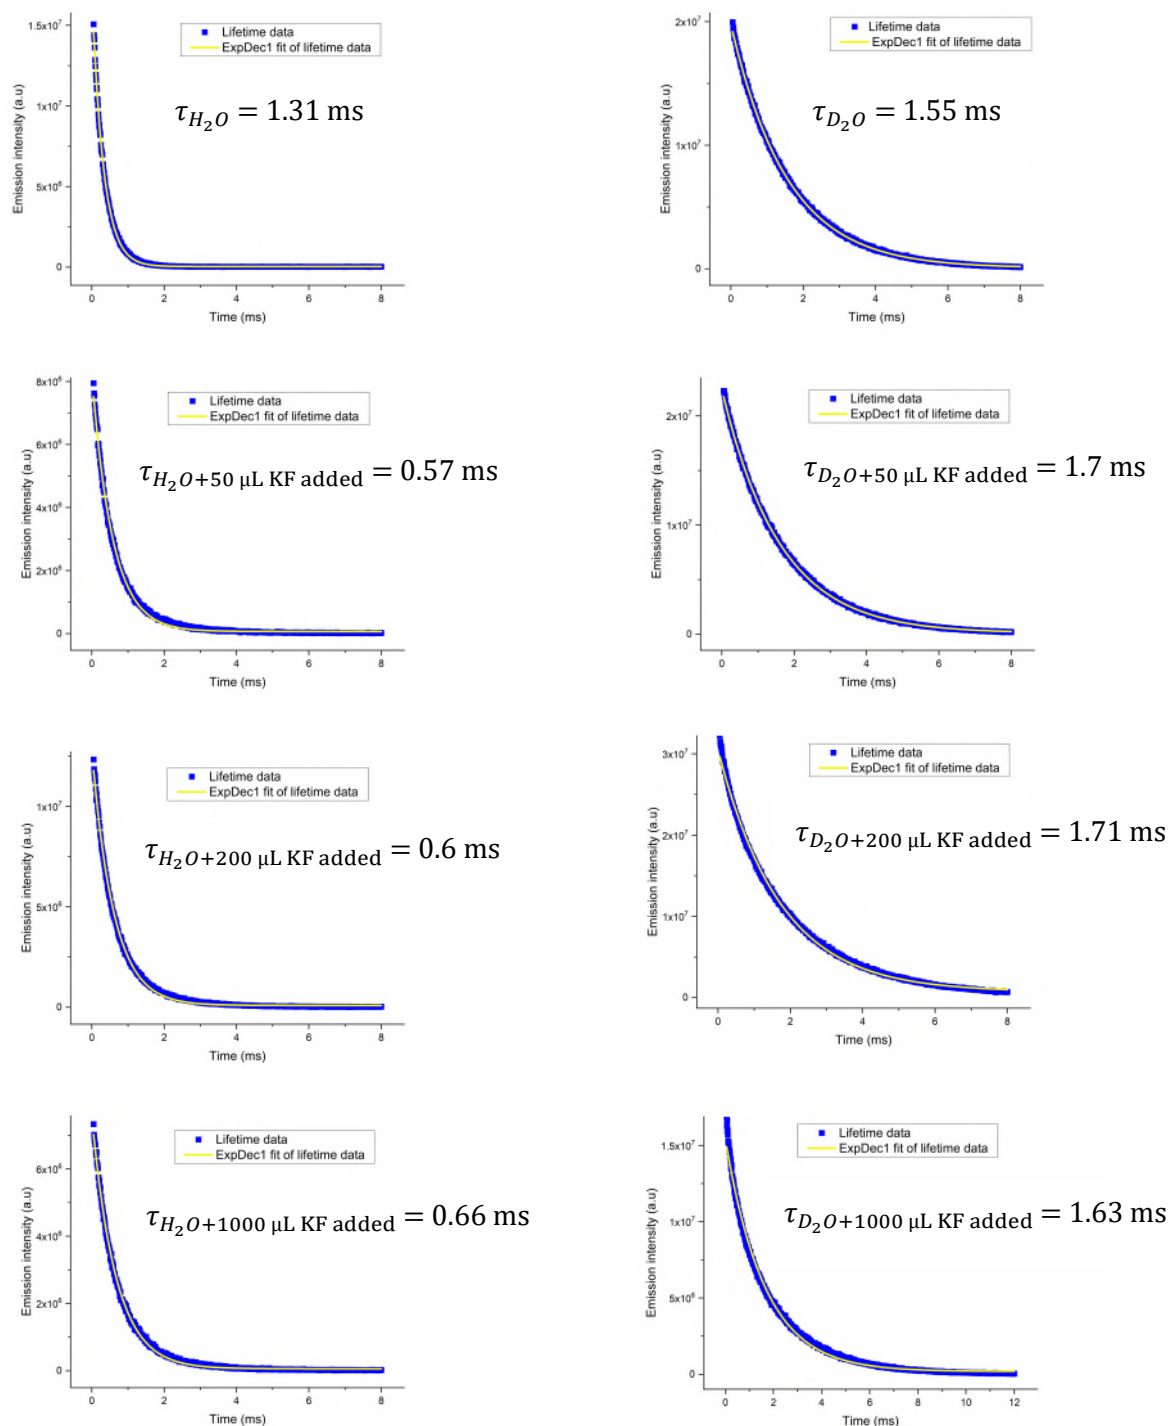 Lifetime data
ExpDec1 fit of lifetime data
τH₂O = 1.31 ms
Emission intensity (a.u)
1.5x10⁷
1x10⁷
5x10⁶
0
0 2 4 6 8
Time (ms)
Lifetime data
ExpDec1 fit of lifetime data
τD₂O = 1.55 ms
Emission intensity (a.u)
2x10⁷
1x10⁷
0
0 2 4 6 8
Time (ms)
Lifetime data
ExpDec1 fit of lifetime data
τH₂O+50 μL KF added = 0.57 ms
Emission intensity (a.u)
8x10⁶
6x10⁶
4x10⁶
2x10⁶
0
0 2 4 6 8
Time (ms)
Lifetime data
ExpDec1 fit of lifetime data
τD₂O+50 μL KF added = 1.7 ms
Emission intensity (a.u)
2x10⁷
1x10⁷
0
0 2 4 6 8
Time (ms)
Lifetime data
ExpDec1 fit of lifetime data
τH₂O+200 μL KF added = 0.6 ms
Emission intensity (a.u)
1x10⁷
5x10⁶
0
0 2 4 6 8
Time (ms)
Lifetime data
ExpDec1 fit of lifetime data
τD₂O+200 μL KF added = 1.71 ms
Emission intensity (a.u)
3x10⁷
2x10⁷
1x10⁷
0
0 2 4 6 8
Time (ms)
Lifetime data
ExpDec1 fit of lifetime data
τH₂O+1000 μL KF added = 0.66 ms
Emission intensity (a.u)
6x10⁶
4x10⁶
2x10⁶
0
0 2 4 6 8
Time (ms)
Lifetime data
ExpDec1 fit of lifetime data
τD₂O+1000 μL KF added = 1.63 ms
Emission intensity (a.u)
1.5x10⁷
1x10⁷
5x10⁶
0
0 2 4 6 8 10 12
Time (ms)